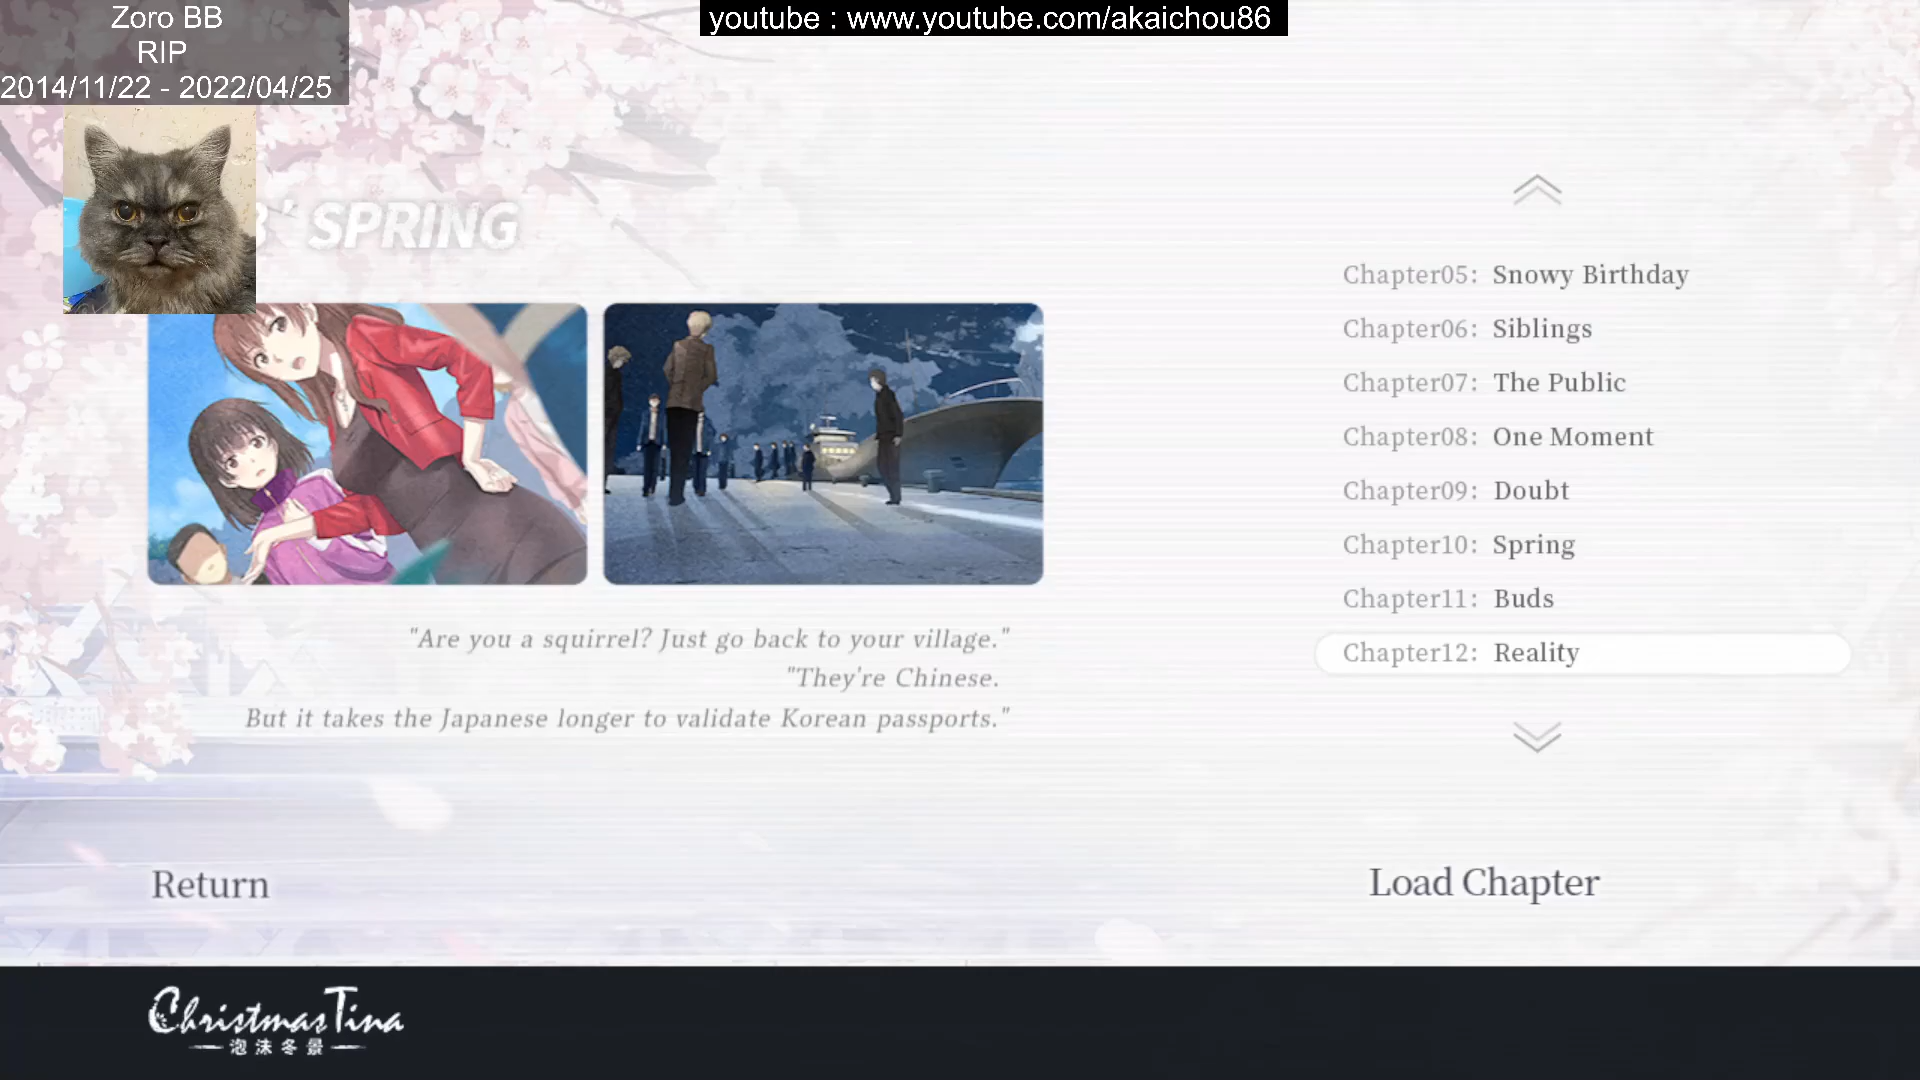 Zoro BB
RIP
2014/11/22 - 2022/04/25
youtube : www.youtube.com/akaichou86
SPRING
Chapter05: Snowy Birthday
Chapter06: Siblings
Chapter07: The Public
Chapter08: One Moment
Chapter09: Doubt
Chapter10: Spring
Chapter11: Buds
Chapter12: Reality
"Are you a squirrel? Just go back to your village."
"They're Chinese.
But it takes the Japanese longer to validate Korean passports."
Return
Load Chapter
Christmas Tina
泡沫冬景